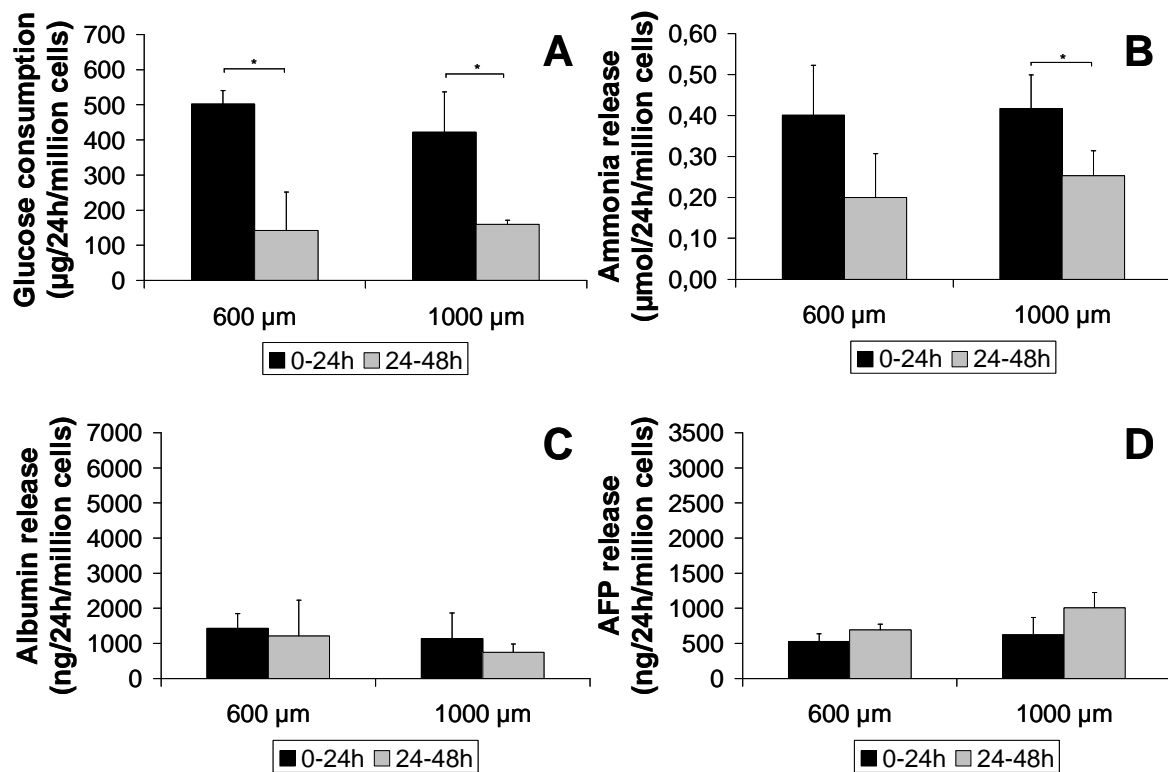 A
Glucose consumption
(µg/24h/million cells)
700
600
500
400
300
200
100
0
*
*
600 µm
1000 µm
0-24h 24-48h
B
Ammonia release
(µmol/24h/million cells)
0,60
0,50
0,40
0,30
0,20
0,10
0,00
*
600 µm
1000 µm
0-24h 24-48h
C
Albumin release
(ng/24h/million cells)
7000
6000
5000
4000
3000
2000
1000
0
600 µm
1000 µm
0-24h 24-48h
D
AFP release
(ng/24h/million cells)
3500
3000
2500
2000
1500
1000
500
0
600 µm
1000 µm
0-24h 24-48h